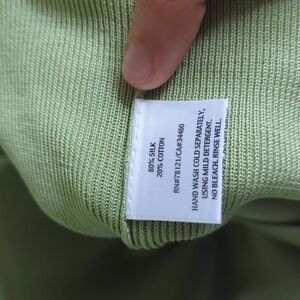 80% SILK
20% COTTON
RN#78121/CA#34460
HAND WASH COLD SEPARATELY,
USING MILD DETERGENT.
NO BLEACH. RINSE WELL.